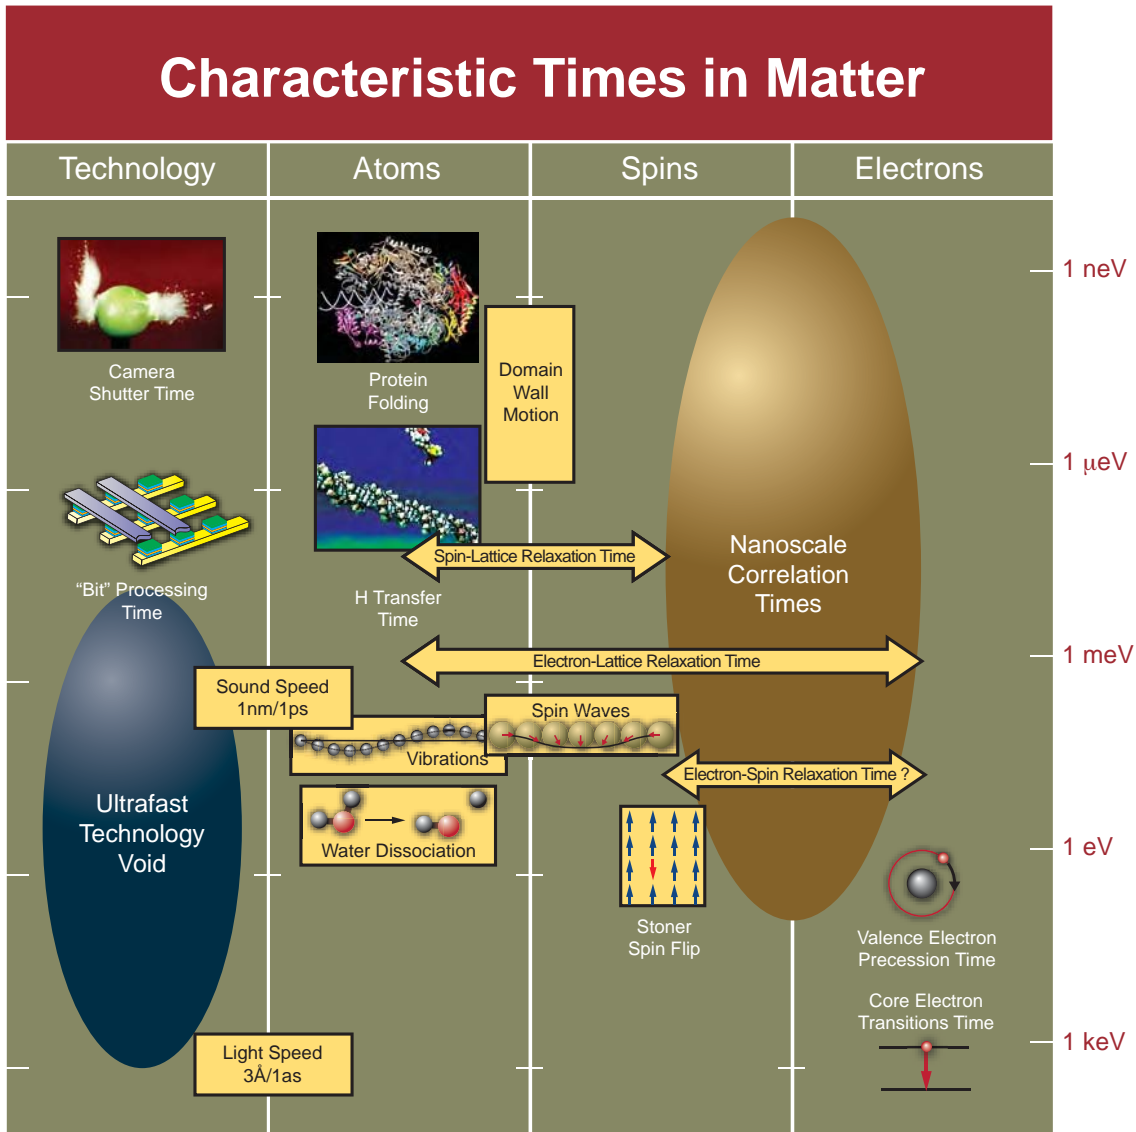 Characteristic Times in Matter
Technology
Atoms
Spins
Electrons
Camera
Shutter Time
Protein
Folding
Domain
Wall
Motion
1 neV
1 μeV
“Bit” Processing
Time
Spin-Lattice Relaxation Time
H Transfer
Time
Nanoscale
Correlation
Times
Electron-Lattice Relaxation Time
1 meV
Sound Speed
1nm/1ps
Vibrations
Spin Waves
Electron-Spin Relaxation Time ?
Ultrafast
Technology
Void
Water Dissociation
1 eV
Stoner
Spin Flip
Valence Electron
Precession Time
Core Electron
Transitions Time
Light Speed
3Å/1as
1 keV